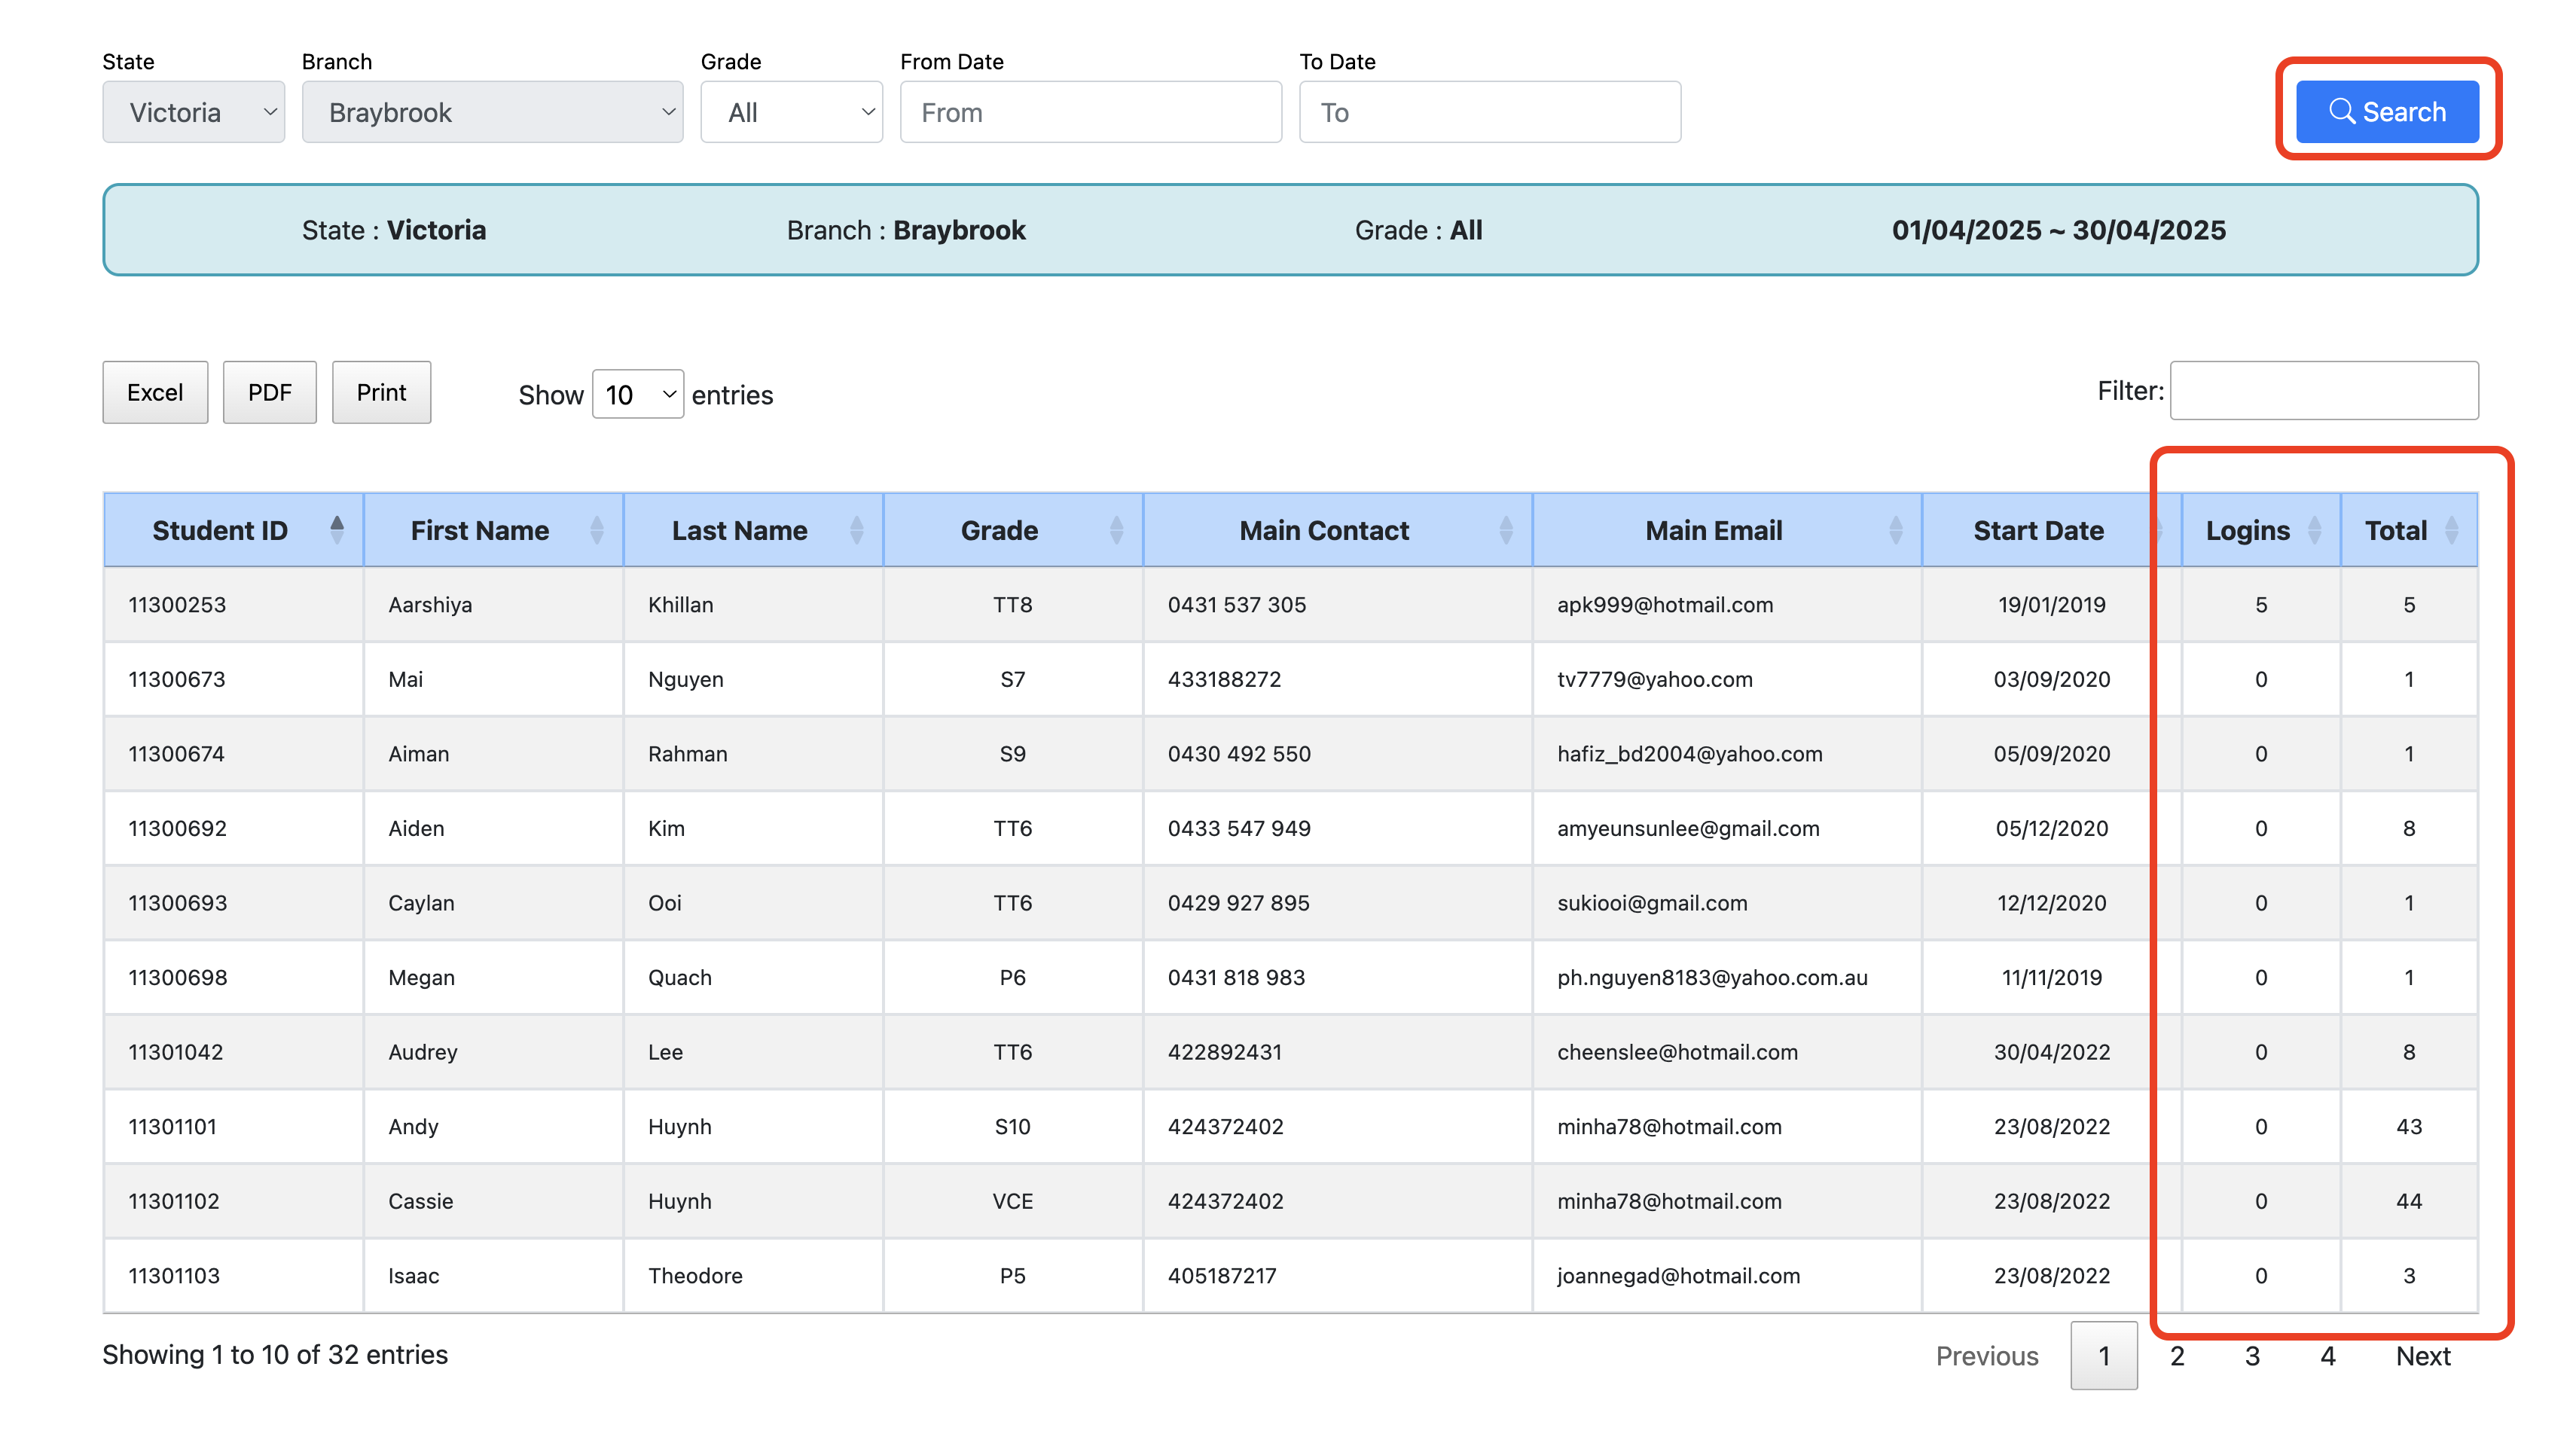 State Branch Grade From Date To Date
Victoria Braybrook All From To Search
State : Victoria Branch : Braybrook Grade : All 01/04/2025 ~ 30/04/2025
Excel PDF Print Show 10 entries Filter:
Student ID First Name Last Name Grade Main Contact Main Email Start Date Logins Total
11300253 Aarshiya Khillan TT8 0431 537 305 apk999@hotmail.com 19/01/2019 5 5
11300673 Mai Nguyen S7 433188272 tv7779@yahoo.com 03/09/2020 0 1
11300674 Aiman Rahman S9 0430 492 550 hafiz_bd2004@yahoo.com 05/09/2020 0 1
11300692 Aiden Kim TT6 0433 547 949 amyeunsunlee@gmail.com 05/12/2020 0 8
11300693 Caylan Ooi TT6 0429 927 895 sukiooi@gmail.com 12/12/2020 0 1
11300698 Megan Quach P6 0431 818 983 ph.nguyen8183@yahoo.com.au 11/11/2019 0 1
11301042 Audrey Lee TT6 422892431 cheenslee@hotmail.com 30/04/2022 0 8
11301101 Andy Huynh S10 424372402 minha78@hotmail.com 23/08/2022 0 43
11301102 Cassie Huynh VCE 424372402 minha78@hotmail.com 23/08/2022 0 44
11301103 Isaac Theodore P5 405187217 joannegad@hotmail.com 23/08/2022 0 3
Showing 1 to 10 of 32 entries Previous 1 2 3 4 Next